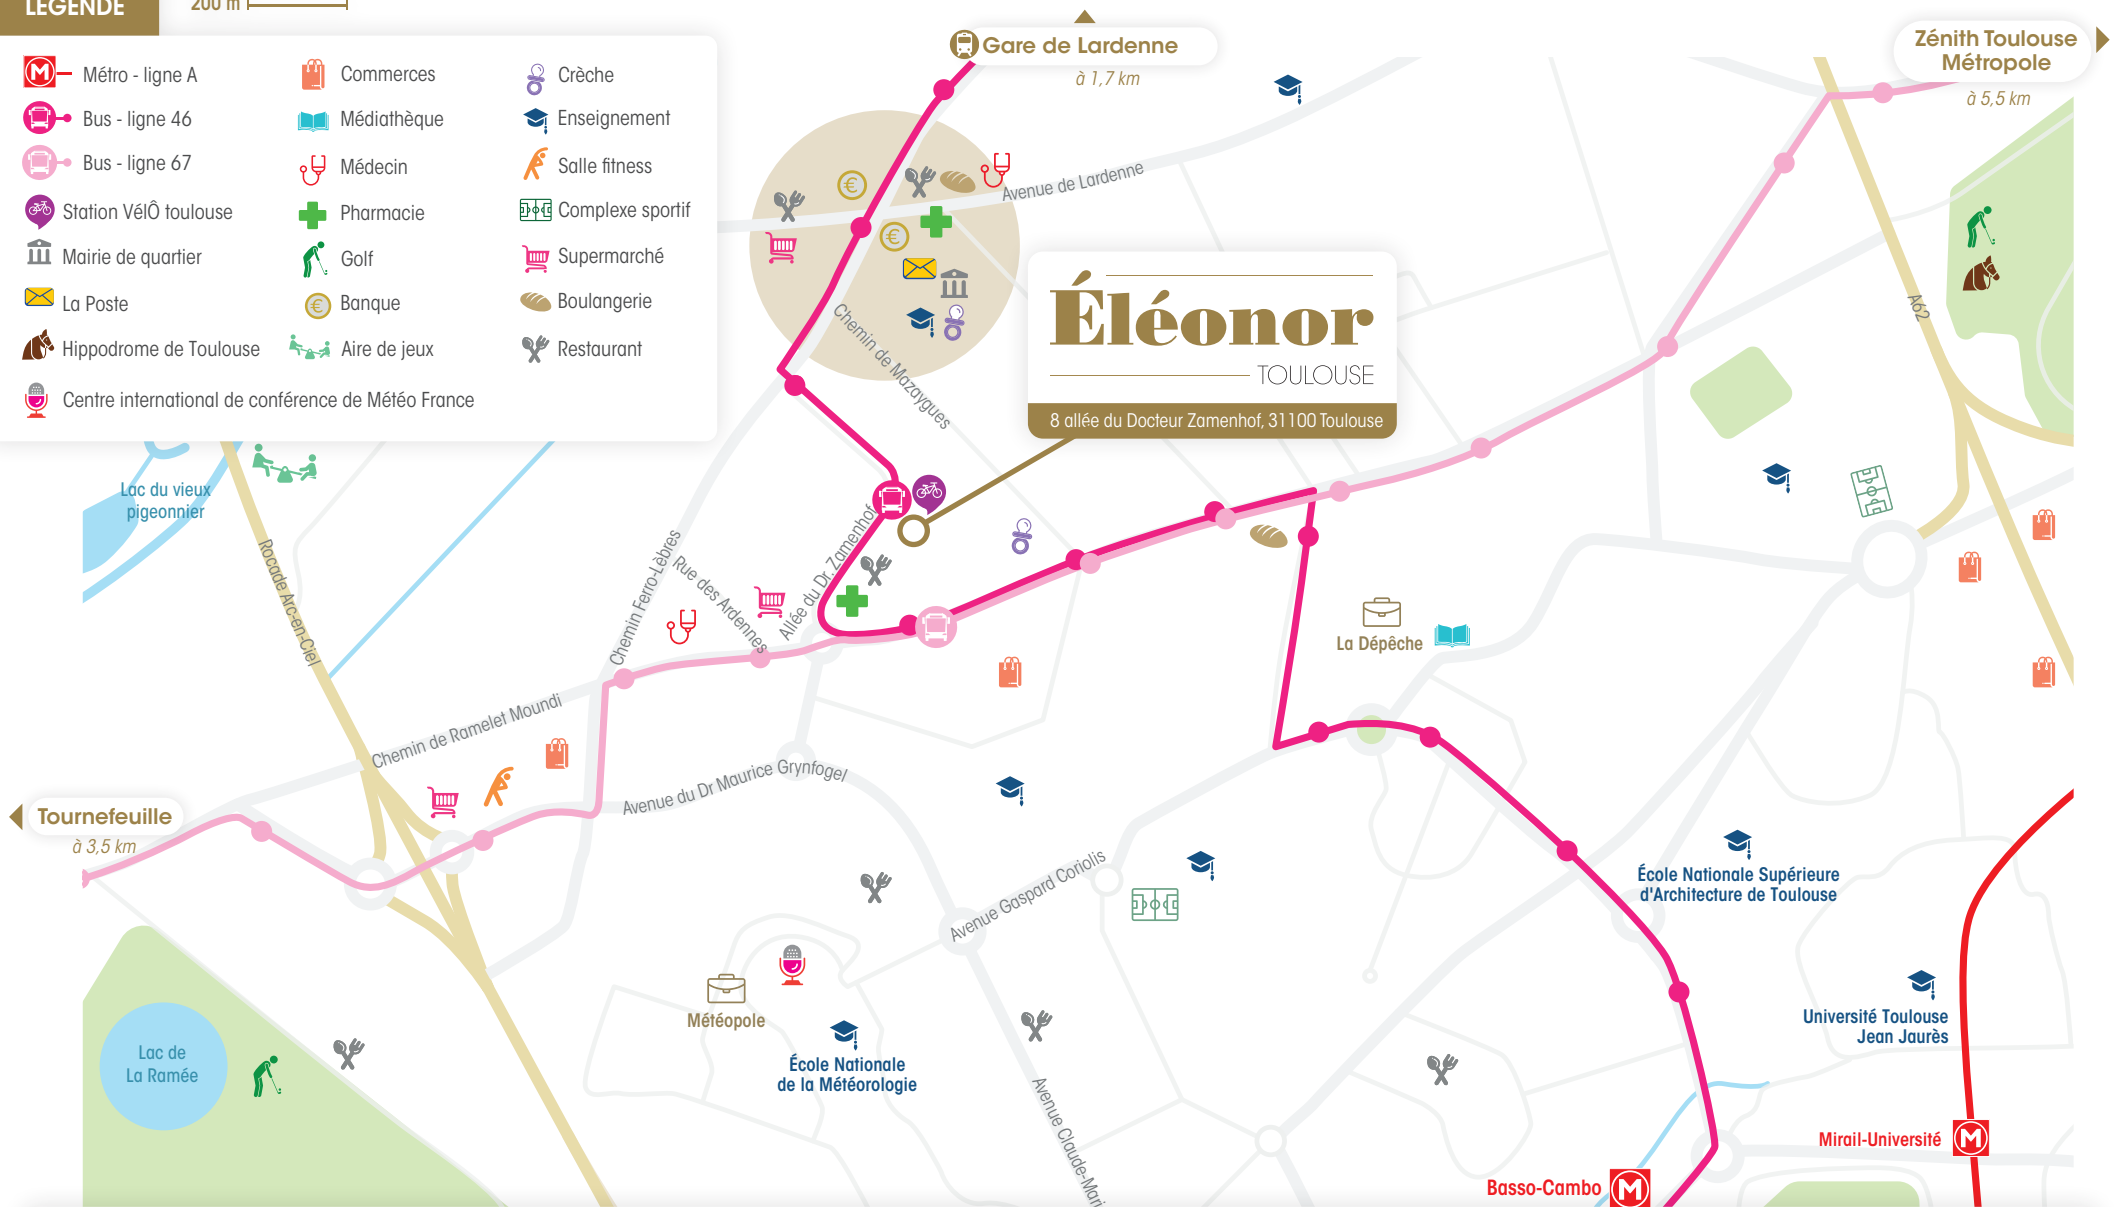 LÉGENDE
200 m
Métro - ligne A
Bus - ligne 46
Bus - ligne 67
Station VélÔ toulouse
Mairie de quartier
La Poste
Hippodrome de Toulouse
Centre international de conférence de Météo France
Commerces
Médiathèque
Médecin
Pharmacie
Golf
Banque
Aire de jeux
Crèche
Enseignement
Salle fitness
Complexe sportif
Supermarché
Boulangerie
Restaurant
Gare de Lardenne
à 1,7 km
Zénith Toulouse
Métropole
à 5,5 km
Avenue de Lardenne
Chemin de Mazaygues
A62
Éléonor
TOULOUSE
8 allée du Docteur Zamenhof, 31100 Toulouse
Lac du vieux
pigeonnier
Rocade Arc-en-Ciel
Chemin Ferro-Lèbres
Rue des Ardennes
Allée du Dr. Zamenhof
La Dépêche
Chemin de Ramelet Moundi
Avenue du Dr Maurice Grynfogel
Tournefeuille
à 3,5 km
Avenue Gaspard Coriolis
École Nationale Supérieure
d'Architecture de Toulouse
Météopole
École Nationale
de la Météorologie
Université Toulouse
Jean Jaurès
Lac de
La Ramée
Avenue Claude-Mari
Mirail-Université
Basso-Cambo